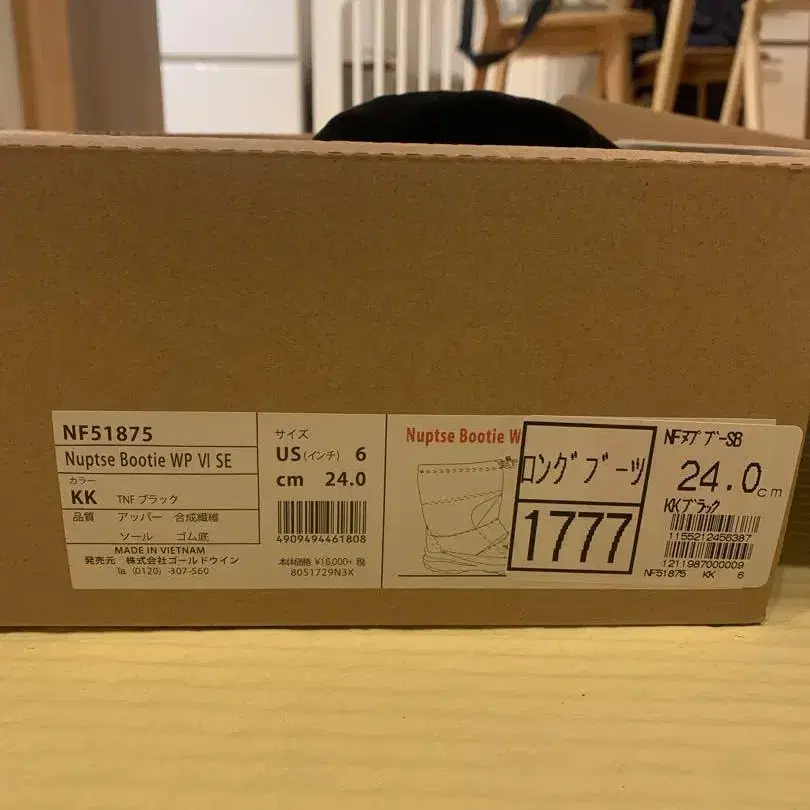 NF51875
Nuptse Bootie WP VI SE
カラー
KK TNF ブラック
品質 アッパー 合成繊維
ソール ゴム底
MADE IN VIETNAM
発売元 株式会社ゴールドウイン
TEL (0120) -307-560
サイズ
US(インチ) 6
cm 24.0
4909494461808
本体価格 ¥16,000+税
8051729N3X
Nuptse Bootie W
ロングブーツ
1777
NFヌプブーSB
24.0cm
KKブラック
1155212456387
1211987000009
NF51875 KK 6